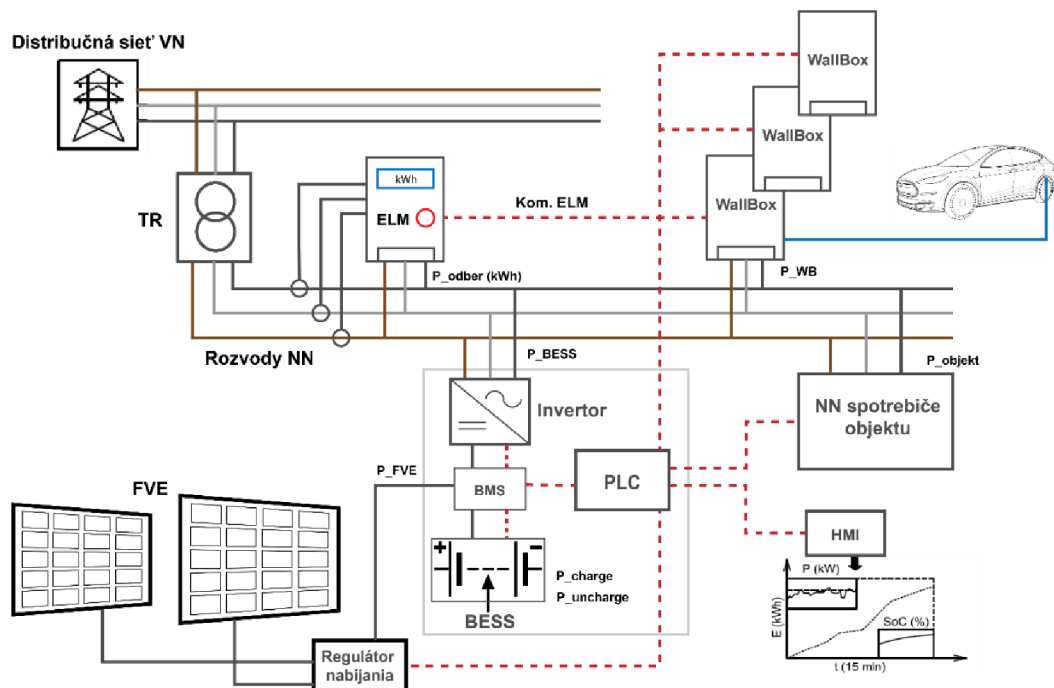 Distribučná sieť VN
WallBox
WallBox
WallBox
kWh
ELM
Kom. ELM
TR
P_odber (kWh)
P_WB
Rozvody NN
P_BESS
P_objekt
Invertor
NN spotrebiče
objektu
P_FVE
BMS
PLC
FVE
HMI
+
−
P_charge
P_uncharge
BESS
P (kW)
E (kWh)
SoC (%)
t (15 min)
Regulátor
nabíjania